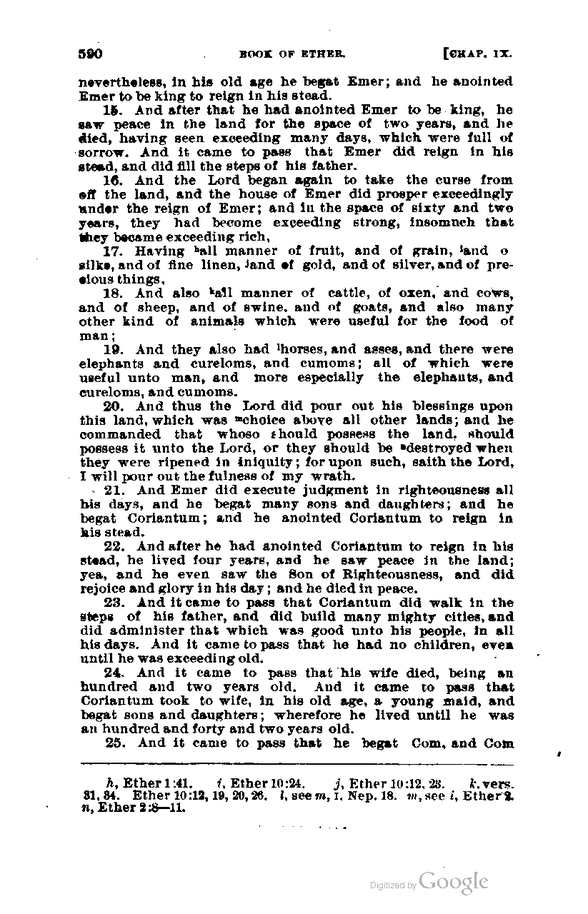 590 BOOK OF ETHER. [CHAP. IX.
nevertheless, in his old age he begat Emer; and he anointed
Emer to be king to reign in his stead.
15. And after that he had anointed Emer to be king, he
saw peace in the land for the space of two years, and he
died, having seen exceeding many days, which were full of
sorrow. And it came to pass that Emer did reign in his
stead, and did fill the steps of his father.
16. And the Lord began again to take the curse from
off the land, and the house of Emer did prosper exceedingly
under the reign of Emer; and in the space of sixty and two
years, they had become exceeding strong, insomuch that
they became exceeding rich,
17. Having hall manner of fruit, and of grain, iand o
silks, and of fine linen, jand of gold, and of silver, and of pre-
cious things,
18. And also kall manner of cattle, of oxen, and cows,
and of sheep, and of swine. and of goats, and also many
other kind of animals which were useful for the food of
man;
19. And they also had lhorses, and asses, and there were
elephants and cureloms, and cumoms; all of which were
useful unto man, and more especially the elephants, and
cureloms, and cumoms.
20. And thus the Lord did pour out his blessings upon
this land, which was mchoice above all other lands; and he
commanded that whoso should possess the land, should
possess it unto the Lord, or they should be ndestroyed when
they were ripened in iniquity; for upon such, saith the Lord,
I will pour out the fulness of my wrath.
21. And Emer did execute judgment in righteousness all
his days, and he begat many sons and daughters; and he
begat Coriantum; and he anointed Coriantum to reign in
his stead.
22. And after he had anointed Coriantum to reign in his
stead, he lived four years, and he saw peace in the land;
yea, and he even saw the Son of Righteousness, and did
rejoice and glory in his day; and he died in peace.
23. And it came to pass that Coriantum did walk in the
steps of his father, and did build many mighty cities, and
did administer that which was good unto his people, in all
his days. And it came to pass that he had no children, even
until he was exceeding old.
24. And it came to pass that his wife died, being an
hundred and two years old. And it came to pass that
Coriantum took to wife, in his old age, a young maid, and
begat sons and daughters; wherefore he lived until he was
an hundred and forty and two years old.
25. And it came to pass that he begat Com, and Com
h, Ether 1:41. i, Ether 10:24. j, Ether 10:12, 23. k, vers.
31, 34. Ether 10:12, 19, 20, 26. l, see m, I. Nep. 18. m, see i, Ether 2.
n, Ether 2:8—11.
Digitized by Google